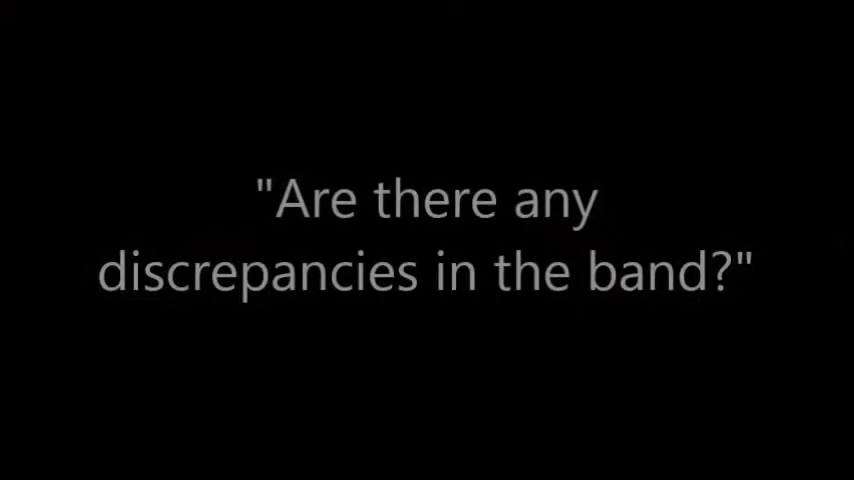 "Are there any
discrepancies in the band?"